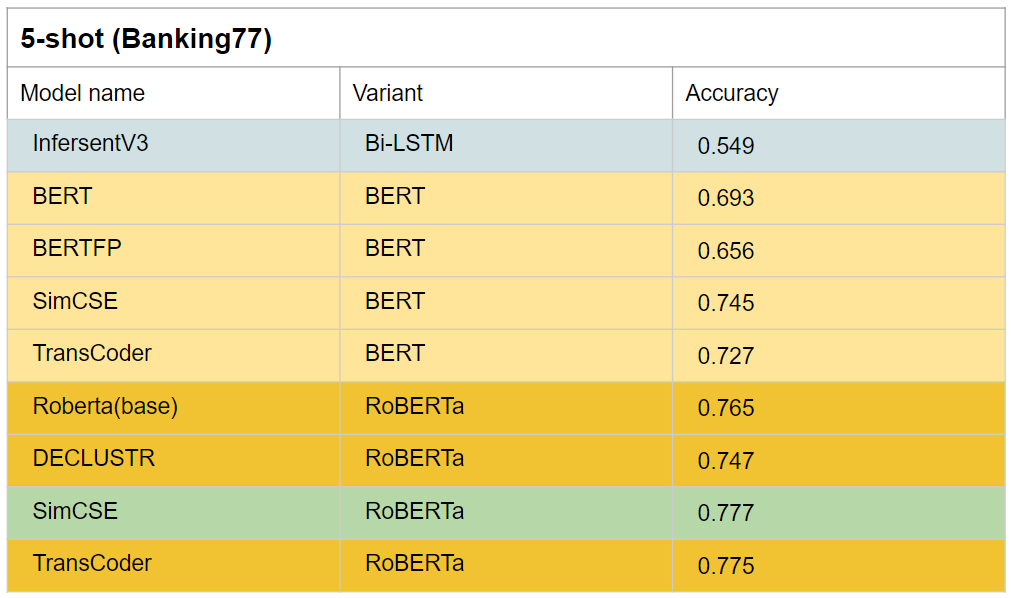 5-shot (Banking77)
Model name Variant Accuracy
InfersentV3 Bi-LSTM 0.549
BERT BERT 0.693
BERTFP BERT 0.656
SimCSE BERT 0.745
TransCoder BERT 0.727
Roberta(base) RoBERTa 0.765
DECLUSTR RoBERTa 0.747
SimCSE RoBERTa 0.777
TransCoder RoBERTa 0.775